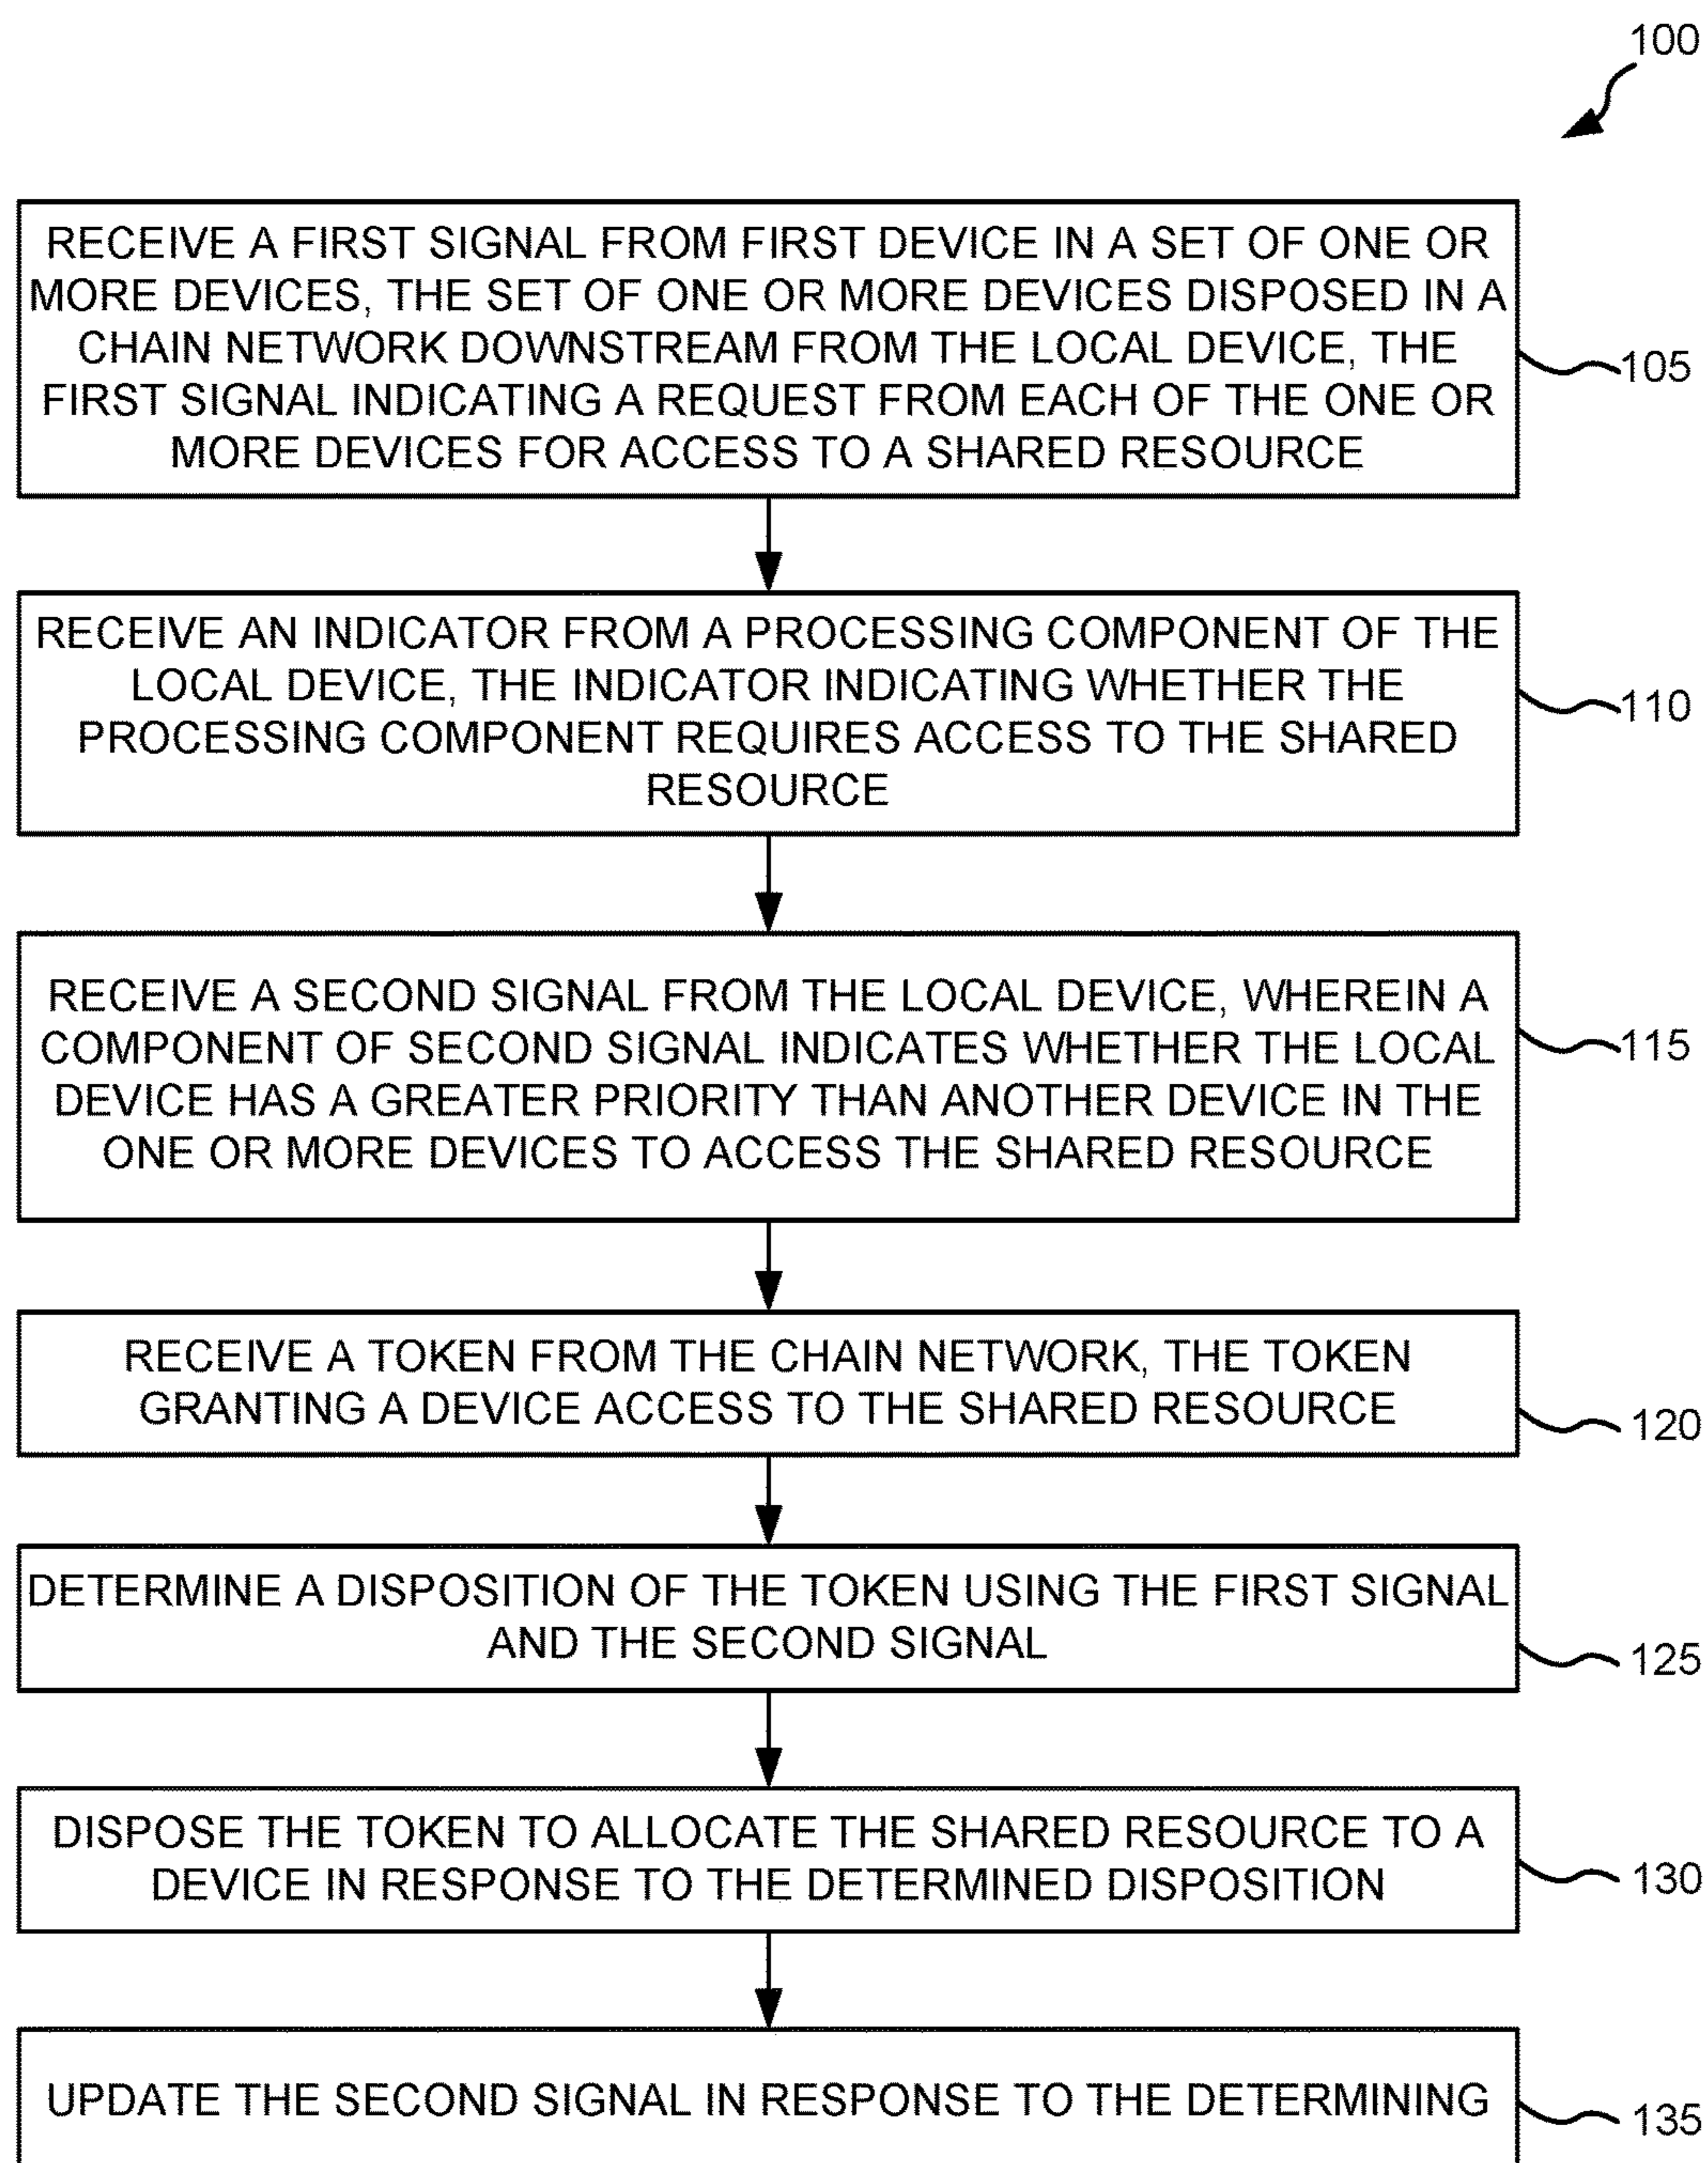 100
RECEIVE A FIRST SIGNAL FROM FIRST DEVICE IN A SET OF ONE OR
MORE DEVICES, THE SET OF ONE OR MORE DEVICES DISPOSED IN A
CHAIN NETWORK DOWNSTREAM FROM THE LOCAL DEVICE, THE
FIRST SIGNAL INDICATING A REQUEST FROM EACH OF THE ONE OR
MORE DEVICES FOR ACCESS TO A SHARED RESOURCE
105
RECEIVE AN INDICATOR FROM A PROCESSING COMPONENT OF THE
LOCAL DEVICE, THE INDICATOR INDICATING WHETHER THE
PROCESSING COMPONENT REQUIRES ACCESS TO THE SHARED
RESOURCE
110
RECEIVE A SECOND SIGNAL FROM THE LOCAL DEVICE, WHEREIN A
COMPONENT OF SECOND SIGNAL INDICATES WHETHER THE LOCAL
DEVICE HAS A GREATER PRIORITY THAN ANOTHER DEVICE IN THE
ONE OR MORE DEVICES TO ACCESS THE SHARED RESOURCE
115
RECEIVE A TOKEN FROM THE CHAIN NETWORK, THE TOKEN
GRANTING A DEVICE ACCESS TO THE SHARED RESOURCE
120
DETERMINE A DISPOSITION OF THE TOKEN USING THE FIRST SIGNAL
AND THE SECOND SIGNAL
125
DISPOSE THE TOKEN TO ALLOCATE THE SHARED RESOURCE TO A
DEVICE IN RESPONSE TO THE DETERMINED DISPOSITION
130
UPDATE THE SECOND SIGNAL IN RESPONSE TO THE DETERMINING
135